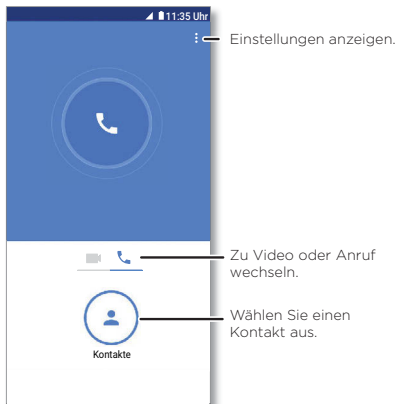 11:35 Uhr
Einstellungen anzeigen.
Zu Video oder Anruf
wechseln.
Wählen Sie einen
Kontakt aus.
Kontakte